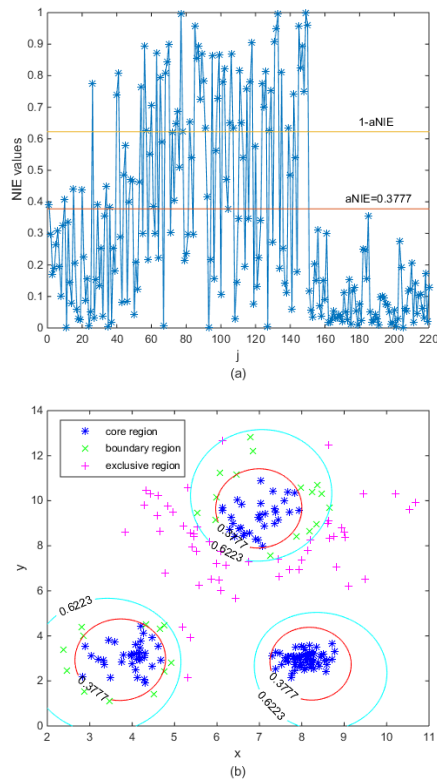 1
0.9
0.8
0.7
0.6
0.5
0.4
0.3
0.2
0.1
0
NIE values
1-aNIE
aNIE=0.3777
0 20 40 60 80 100 120 140 160 180 200 220
j
(a)
14
12
10
8
6
4
2
0
y
core region
boundary region
exclusive region
0.3777
0.6223
0.6223
0.3777
0.3777
0.6223
2 3 4 5 6 7 8 9 10 11
x
(b)